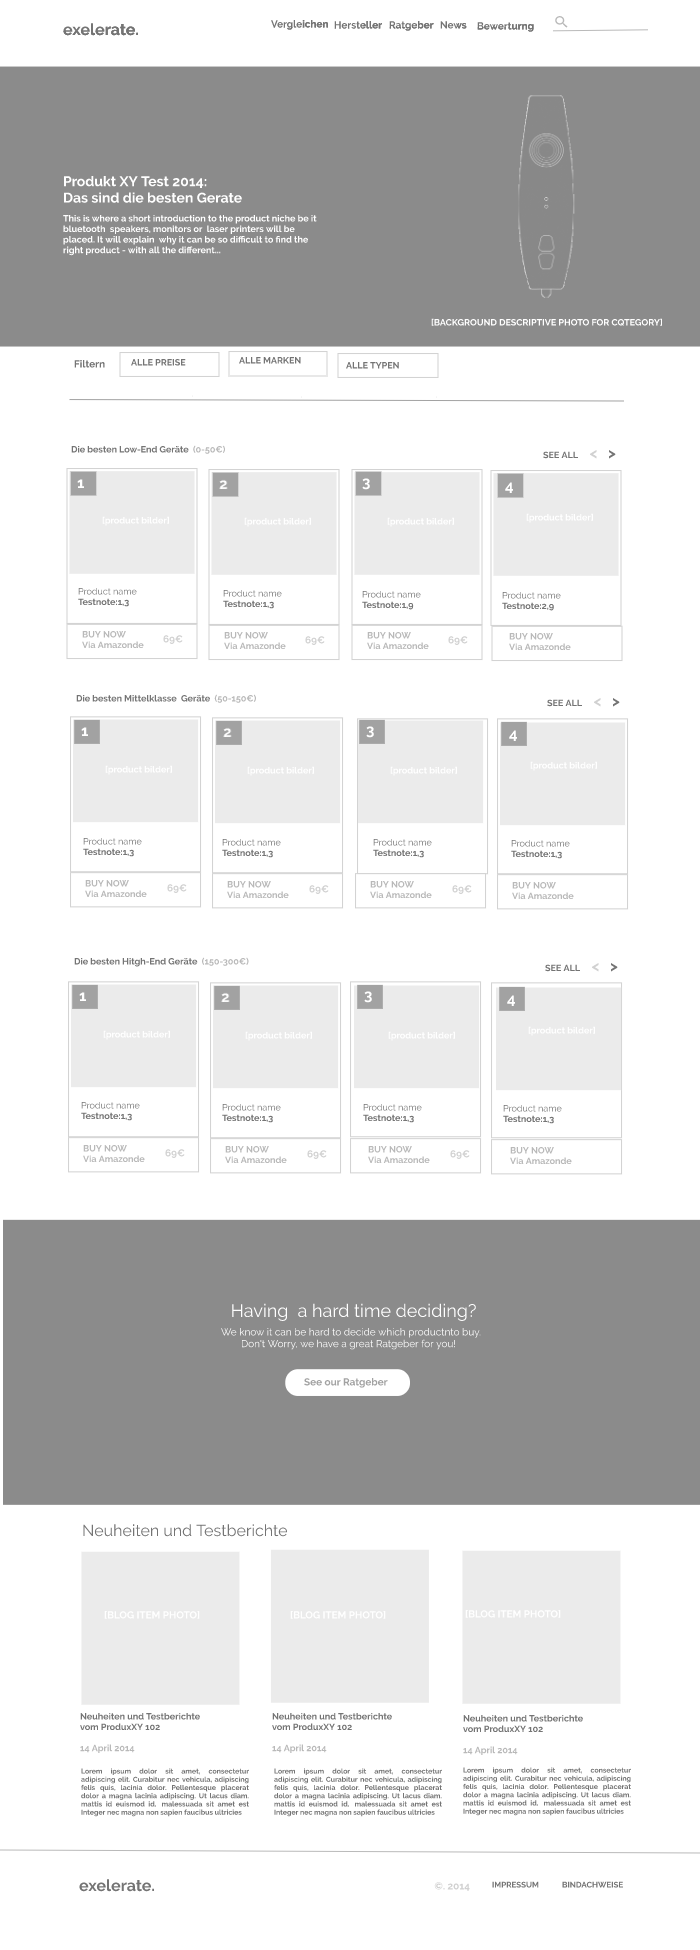 exelerate.
Vergleichen Hersteller Ratgeber News Bewerturng
Produkt XY Test 2014:
Das sind die besten Gerate
This is where a short introduction to the product niche be it
bluetooth speakers, monitors or laser printers will be
placed. It will explain why it can be so difficult to find the
right product - with all the different...
[BACKGROUND DESCRIPTIVE PHOTO FOR CQTEGORY]
Filtern ALLE PREISE ALLE MARKEN ALLE TYPEN
Die besten Low-End Geräte (0-50€)
SEE ALL < >
1 2 3 4
[product bilder] [product bilder] [product bilder] [product bilder]
Product name Product name Product name Product name
Testnote:1,3 Testnote:1,3 Testnote:1,9 Testnote:2,9
BUY NOW 69€ BUY NOW 69€ BUY NOW 69€ BUY NOW
Via Amazonde Via Amazonde Via Amazonde Via Amazonde
Die besten Mittelklasse Geräte (50-150€)
SEE ALL < >
1 2 3 4
[product bilder] [product bilder] [product bilder] [product bilder]
Product name Product name Product name Product name
Testnote:1,3 Testnote:1,3 Testnote:1,3 Testnote:1,3
BUY NOW 69€ BUY NOW 69€ BUY NOW 69€ BUY NOW
Via Amazonde Via Amazonde Via Amazonde Via Amazonde
Die besten Hitgh-End Geräte (150-300€)
SEE ALL < >
1 2 3 4
[product bilder] [product bilder] [product bilder] [product bilder]
Product name Product name Product name Product name
Testnote:1,3 Testnote:1,3 Testnote:1,3 Testnote:1,3
BUY NOW 69€ BUY NOW 69€ BUY NOW 69€ BUY NOW
Via Amazonde Via Amazonde Via Amazonde Via Amazonde
Having a hard time deciding?
We know it can be hard to decide which productnto buy.
Don't Worry, we have a great Ratgeber for you!
See our Ratgeber
Neuheiten und Testberichte
[BLOG ITEM PHOTO] [BLOG ITEM PHOTO] [BLOG ITEM PHOTO]
Neuheiten und Testberichte
vom ProduxXY 102
14 April 2014
Lorem ipsum dolor sit amet, consectetur
adipiscing elit. Curabitur nec vehicula, adipiscing
felis quis, lacinia dolor. Pellentesque placerat
dolor a magna lacinia adipiscing. Ut lacus diam,
mattis id euismod id, malessuada sit amet est
Integer nec magna non sapien faucibus ultricies
Neuheiten und Testberichte
vom ProduxXY 102
14 April 2014
Lorem ipsum dolor sit amet, consectetur
adipiscing elit. Curabitur nec vehicula, adipiscing
felis quis, lacinia dolor. Pellentesque placerat
dolor a magna lacinia adipiscing. Ut lacus diam,
mattis id euismod id, malessuada sit amet est
Integer nec magna non sapien faucibus ultricies
Neuheiten und Testberichte
vom ProduxXY 102
14 April 2014
Lorem ipsum dolor sit amet, consectetur
adipiscing elit. Curabitur nec vehicula, adipiscing
felis quis, lacinia dolor. Pellentesque placerat
dolor a magna lacinia adipiscing. Ut lacus diam,
mattis id euismod id, malessuada sit amet est
Integer nec magna non sapien faucibus ultricies
exelerate.
©. 2014 IMPRESSUM BINDACHWEISE